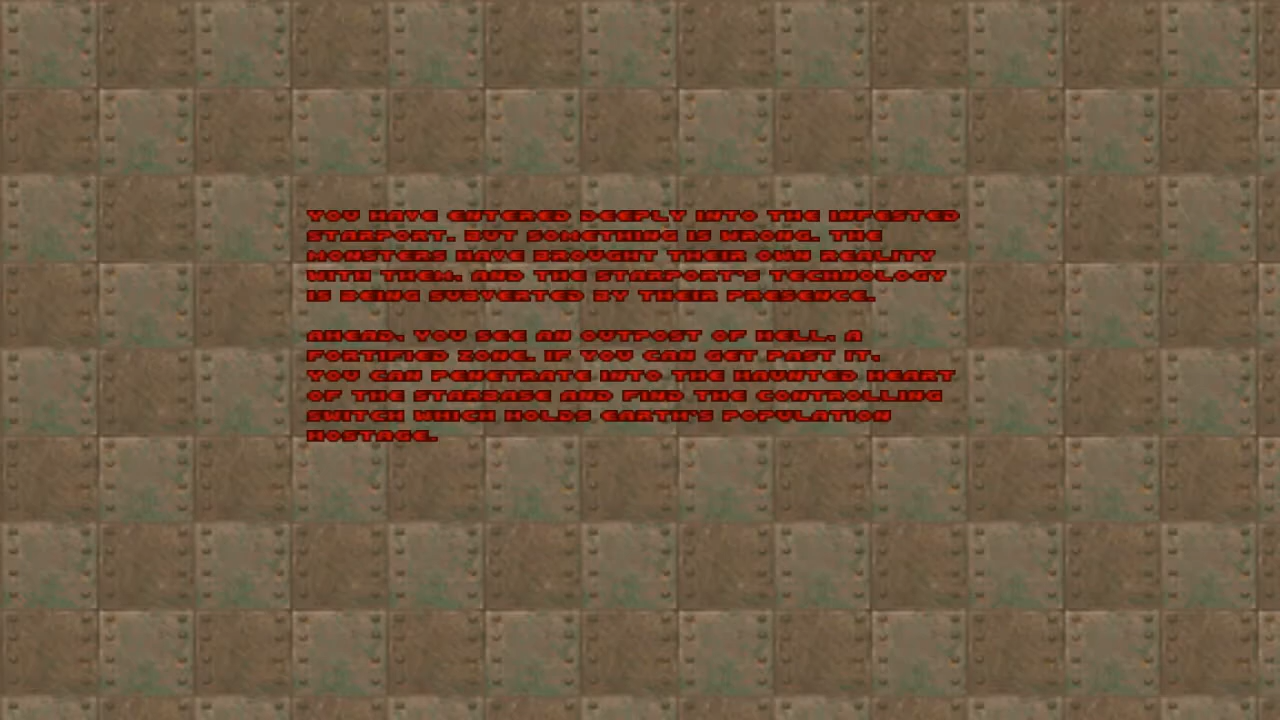 YOU HAVE ENTERED DEEPLY INTO THE INFESTED
STARPORT. BUT SOMETHING IS WRONG. THE
MONSTERS HAVE BROUGHT THEIR OWN REALITY
WITH THEM, AND THE STARPORT'S TECHNOLOGY
IS BEING SUBVERTED BY THEIR PRESENCE.
AHEAD, YOU SEE AN OUTPOST OF HELL, A
FORTIFIED ZONE. IF YOU CAN GET PAST IT,
YOU CAN PENETRATE INTO THE HAUNTED HEART
OF THE STARBASE AND FIND THE CONTROLLING
SWITCH WHICH HOLDS EARTH'S POPULATION
HOSTAGE.